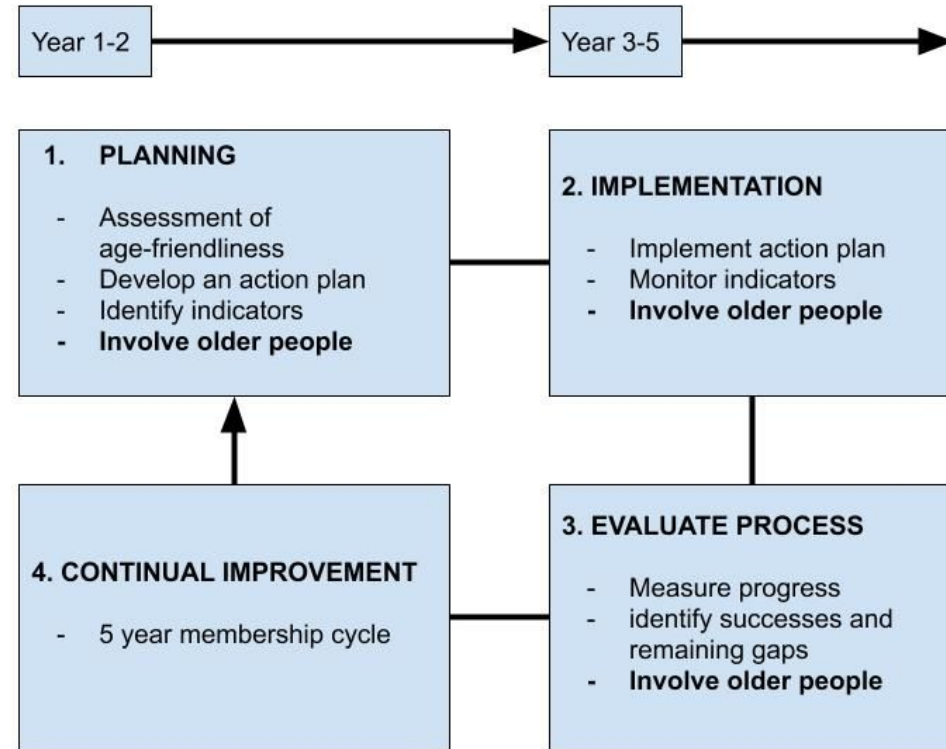 Year 1-2
Year 3-5
1. PLANNING
- Assessment of
age-friendliness
- Develop an action plan
- Identify indicators
- Involve older people
2. IMPLEMENTATION
- Implement action plan
- Monitor indicators
- Involve older people
3. EVALUATE PROCESS
- Measure progress
- identify successes and
remaining gaps
- Involve older people
4. CONTINUAL IMPROVEMENT
- 5 year membership cycle